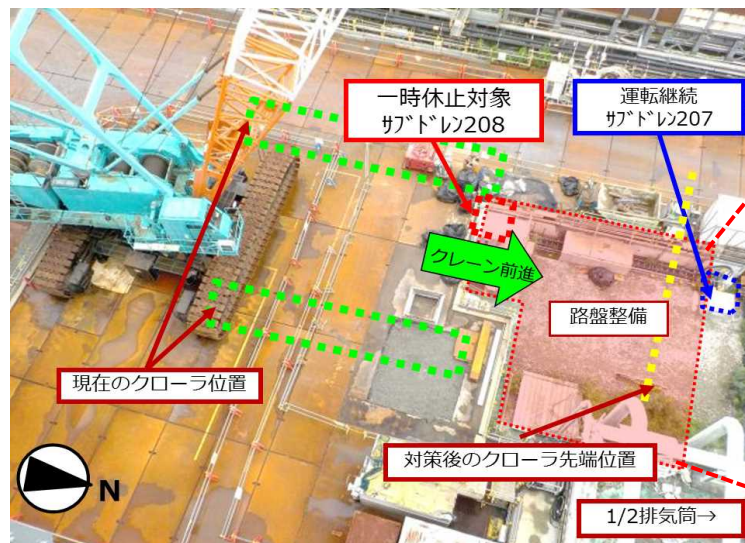 一時休止対象
ｻﾌﾞﾄﾞﾚﾝ208
運転継続
ｻﾌﾞﾄﾞﾚﾝ207
クレーン前進
路盤整備
現在のクローラ位置
対策後のクローラ先端位置
N
1/2排気筒→